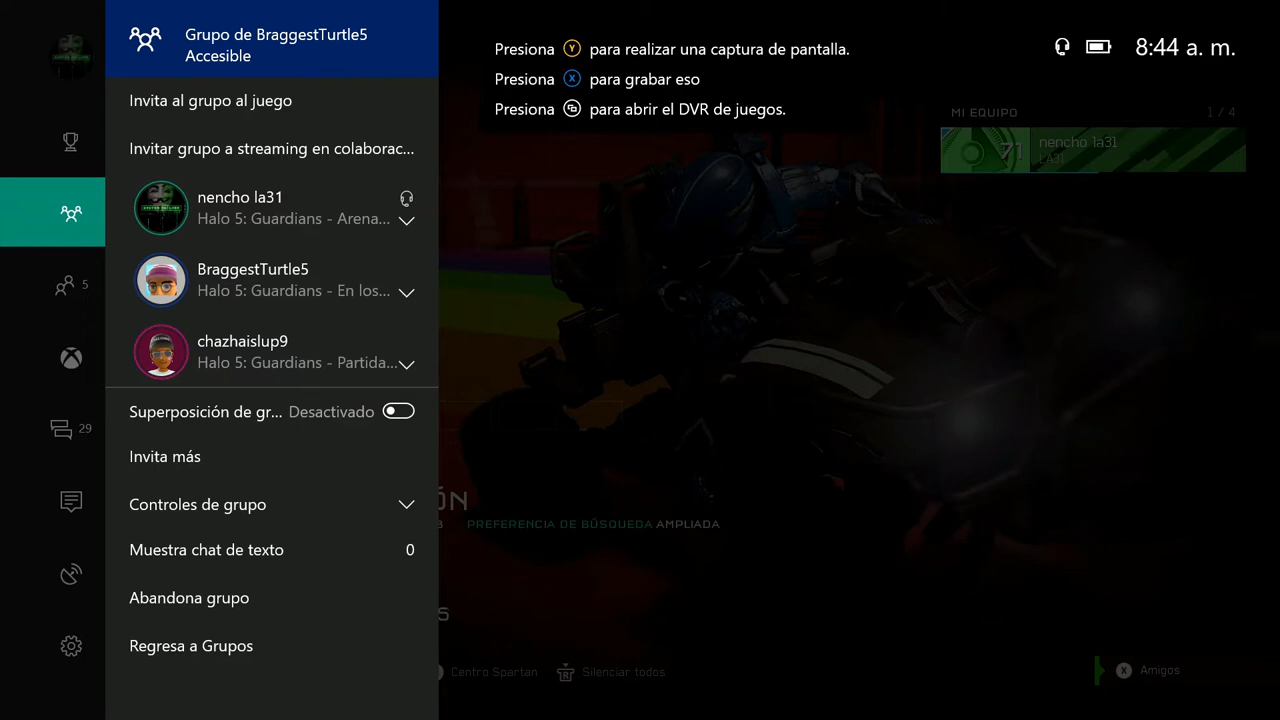 Grupo de BraggestTurtle5
Accesible
Invita al grupo al juego
Invitar grupo a streaming en colaborac...
nencho la31
Halo 5: Guardians - Arena...
BraggestTurtle5
Halo 5: Guardians - En los...
chazhaislup9
Halo 5: Guardians - Partida...
Superposición de gr... Desactivado
Invita más
Controles de grupo
Muestra chat de texto 0
Abandona grupo
Regresa a Grupos
5
29
Presiona Y para realizar una captura de pantalla.
Presiona X para grabar eso
Presiona para abrir el DVR de juegos.
8:44 a. m.
MI EQUIPO 1 / 4
71 nencho la31
LA31
ÓN
PREFERENCIA DE BÚSQUEDA AMPLIADA
S
Centro Spartan R Silenciar todos
X Amigos